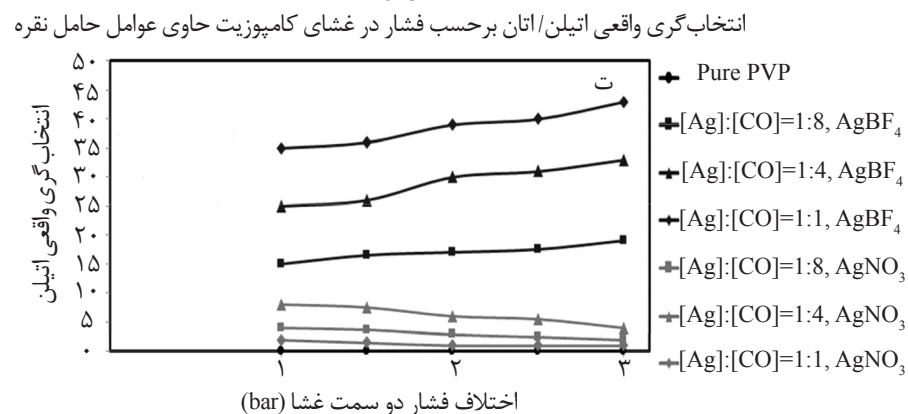 انتخاب‌گری واقعی اتیلن/ اتان برحسب فشار در غشای کامپوزیت حاوی عوامل حامل نقره
ت
انتخاب‌گری واقعی اتیلن
۵۰
۴۵
۴۰
۳۵
۳۰
۲۵
۲۰
۱۵
۱۰
۵
۰
۱ ۲ ۳
اختلاف فشار دو سمت غشا (bar)
Pure PVP
[Ag]:[CO]=1:8, AgBF₄
[Ag]:[CO]=1:4, AgBF₄
[Ag]:[CO]=1:1, AgBF₄
[Ag]:[CO]=1:8, AgNO₃
[Ag]:[CO]=1:4, AgNO₃
[Ag]:[CO]=1:1, AgNO₃